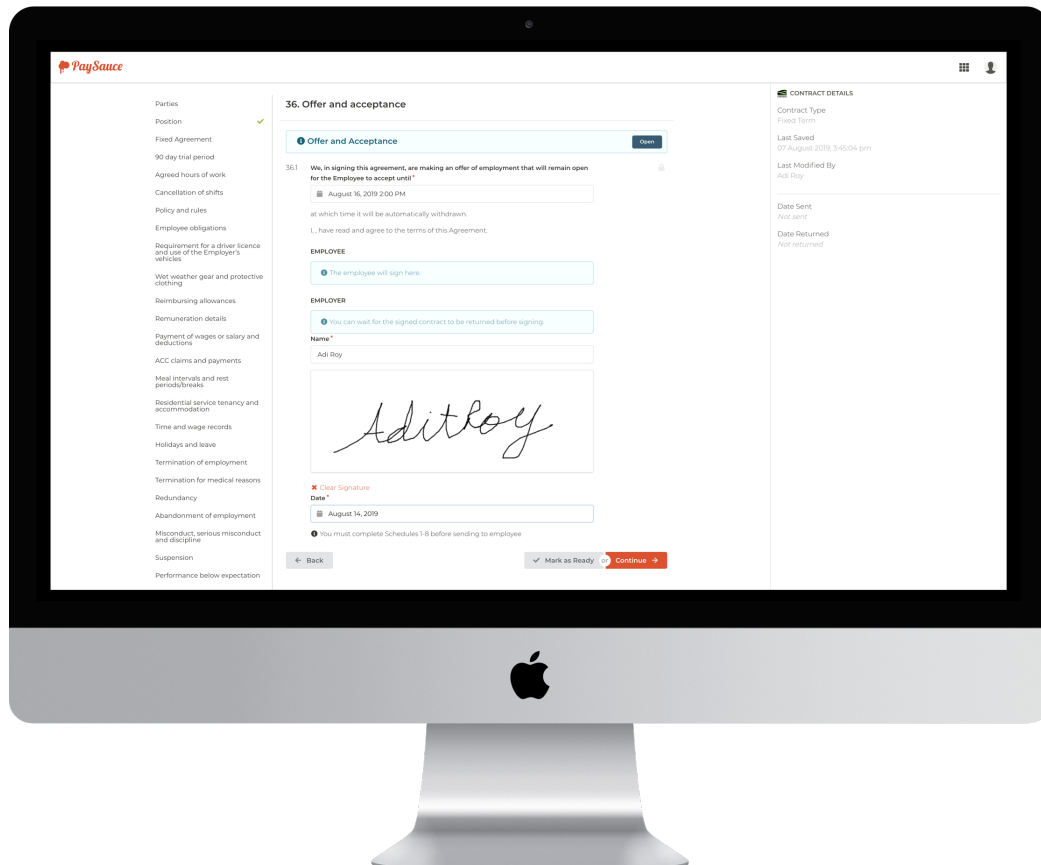 PaySauce
Parties
Position
Fixed Agreement
90 day trial period
Agreed hours of work
Cancellation of shifts
Policy and rules
Employee obligations
Requirement for a driver licence
and use of the Employer's
vehicles
Wet weather gear and protective
clothing
Reimbursing allowances
Remuneration details
Payment of wages or salary and
deductions
ACC claims and payments
Meal intervals and rest
periods/breaks
Residential service tenancy and
accommodation
Time and wage records
Holidays and leave
Termination of employment
Termination for medical reasons
Redundancy
Abandonment of employment
Misconduct, serious misconduct
and discipline
Suspension
Performance below expectation
36. Offer and acceptance
Offer and Acceptance
Open
36.1 We, in signing this agreement, are making an offer of employment that will remain open
for the Employee to accept until *
August 16, 2019 2:00 PM
at which time it will be automatically withdrawn.
I, , have read and agree to the terms of this Agreement.
EMPLOYEE
The employee will sign here.
EMPLOYER
You can wait for the signed contract to be returned before signing.
Name *
Adi Roy
AditRoy
Clear Signature
Date *
August 14, 2019
You must complete Schedules 1-8 before sending to employee
Back
Mark as Ready or Continue
CONTRACT DETAILS
Contract Type
Fixed Term
Last Saved
07 August 2019, 3:45:04 pm
Last Modified By
Adi Roy
Date Sent
Not sent
Date Returned
Not returned